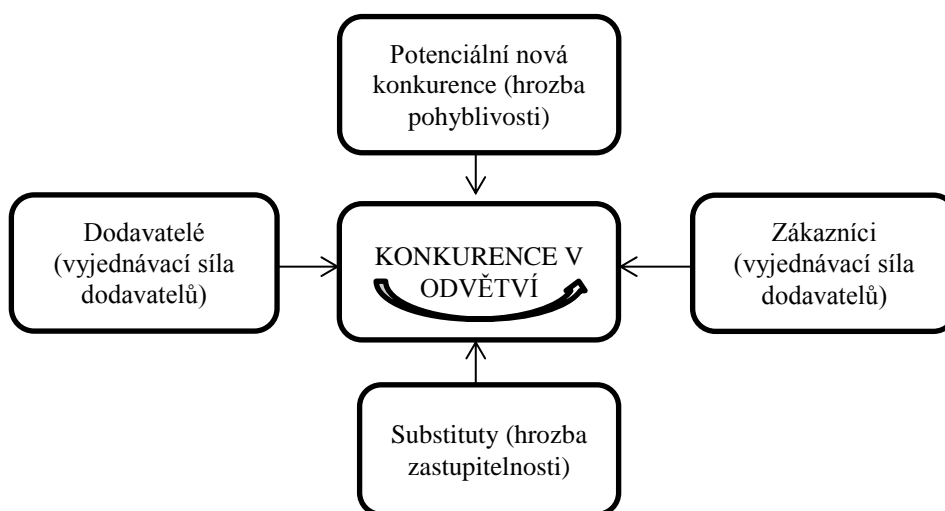 Potenciální nová
konkurence (hrozba
pohyblivosti)
Dodavatelé
(vyjednávací síla
dodavatelů)
KONKURENCE V
ODVĚTVÍ
Zákazníci
(vyjednávací síla
dodavatelů)
Substituty (hrozba
zastupitelnosti)